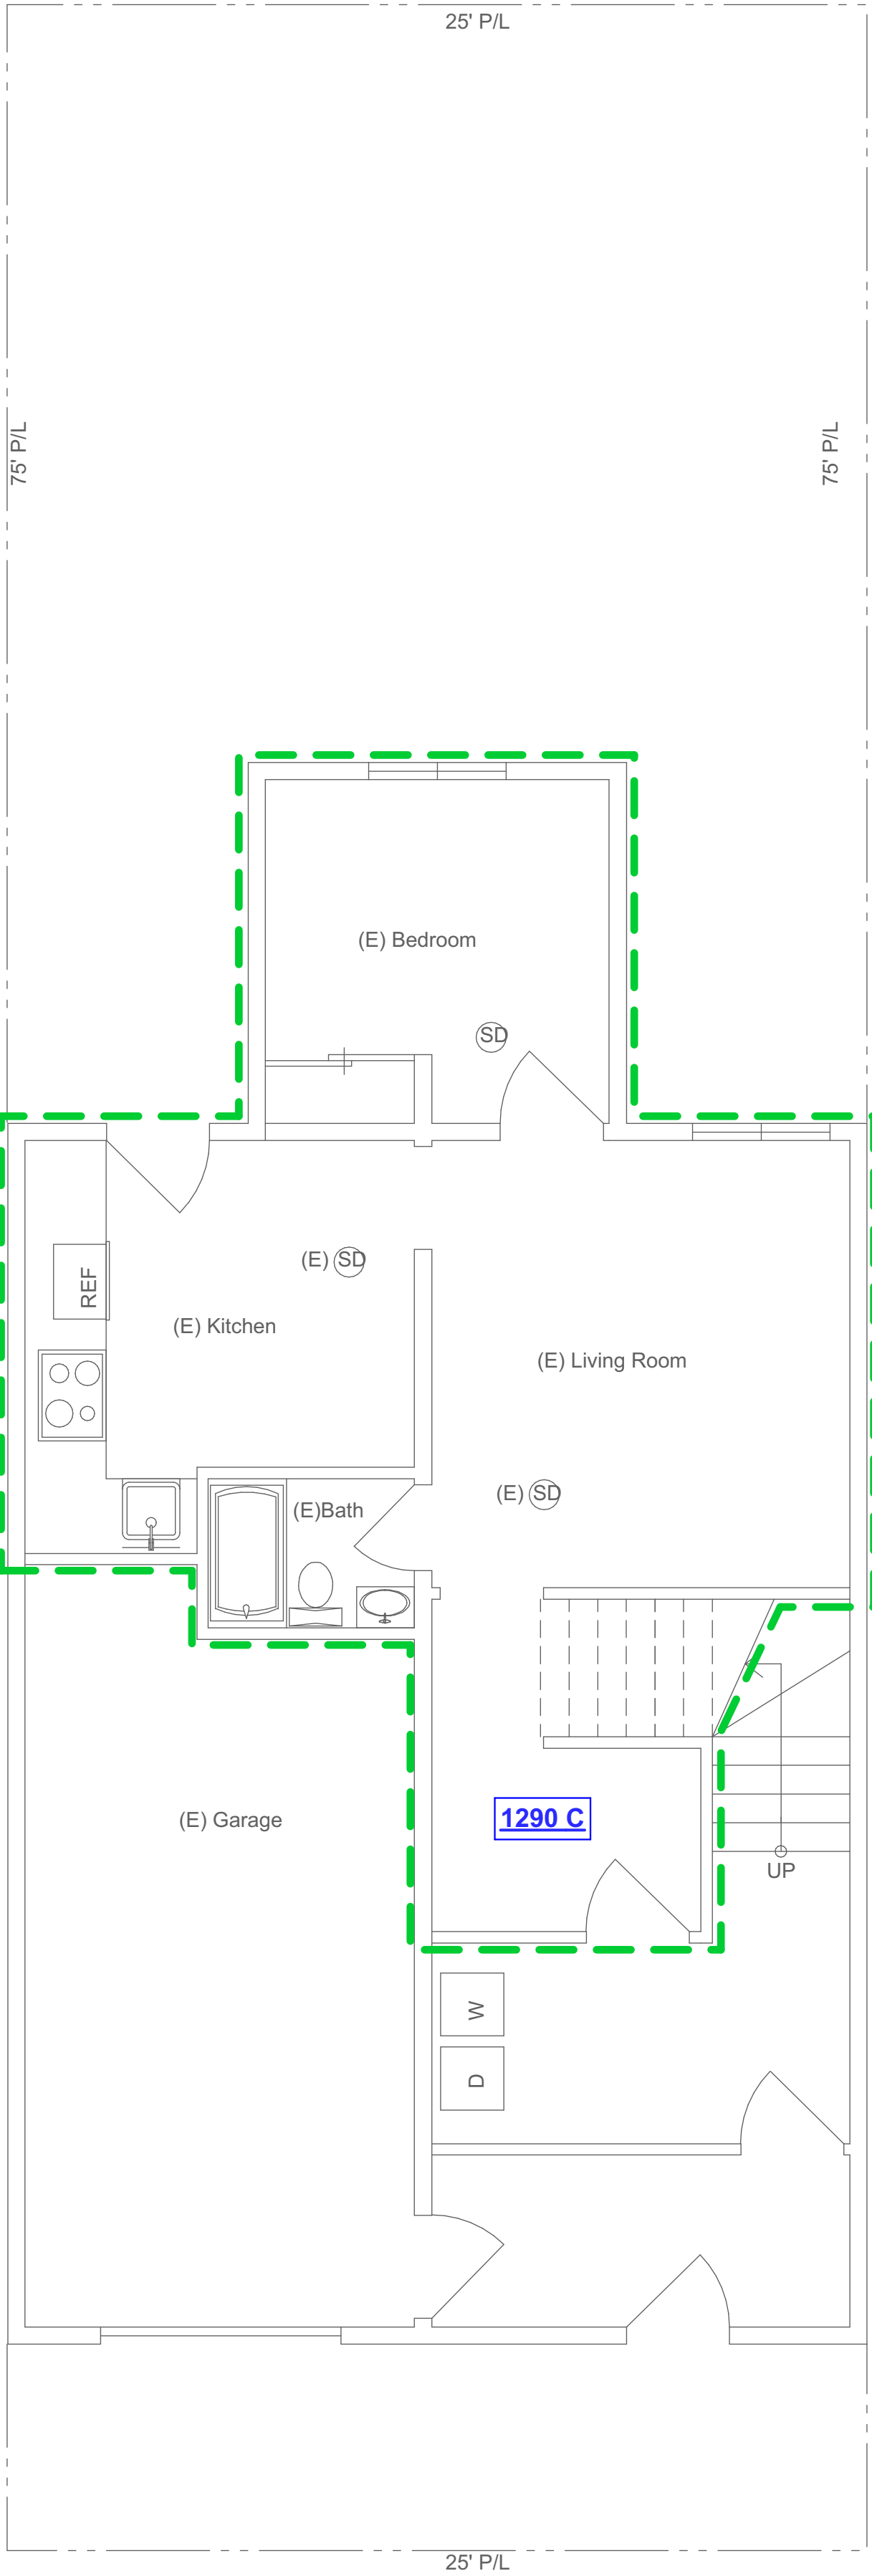 25' P/L
75' P/L
75' P/L
(E) Bedroom
SD
(E) SD
REF
(E) Kitchen
(E) Living Room
(E) SD
(E)Bath
1290 C
(E) Garage
UP
W
D
25' P/L